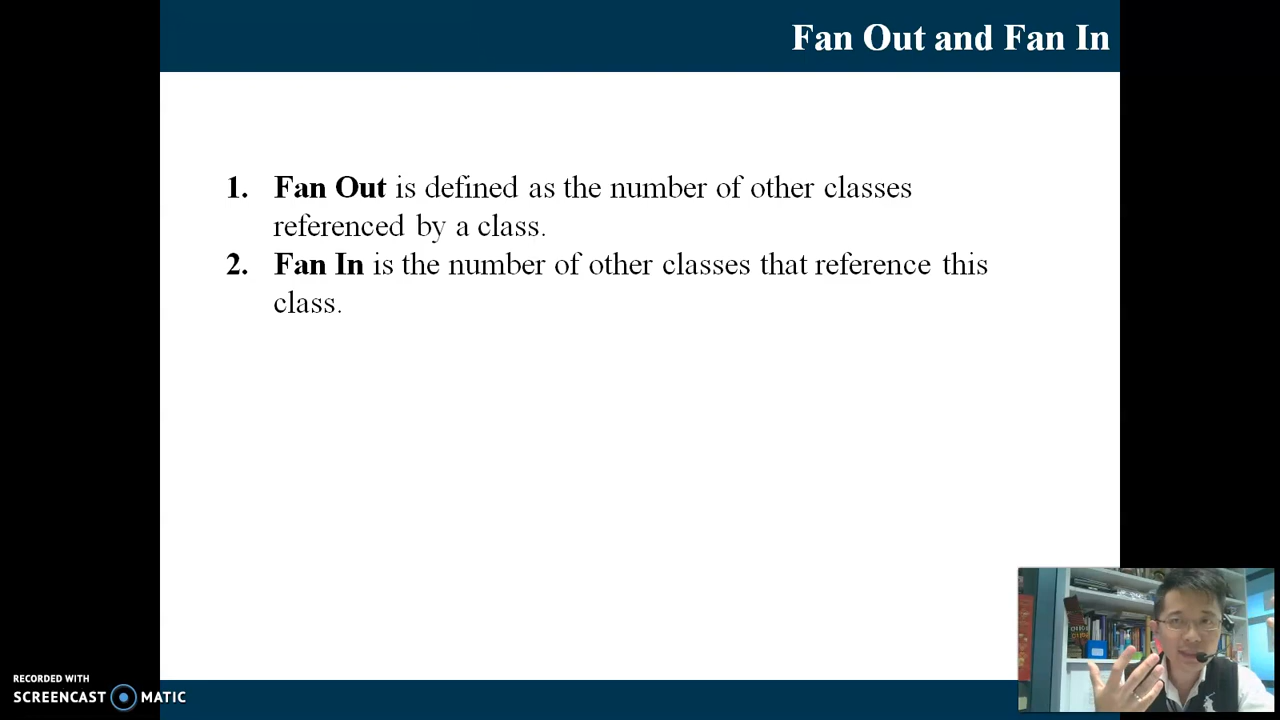 Fan Out and Fan In
1. Fan Out is defined as the number of other classes
referenced by a class.
2. Fan In is the number of other classes that reference this
class.
RECORDED WITH
SCREENCAST MATIC